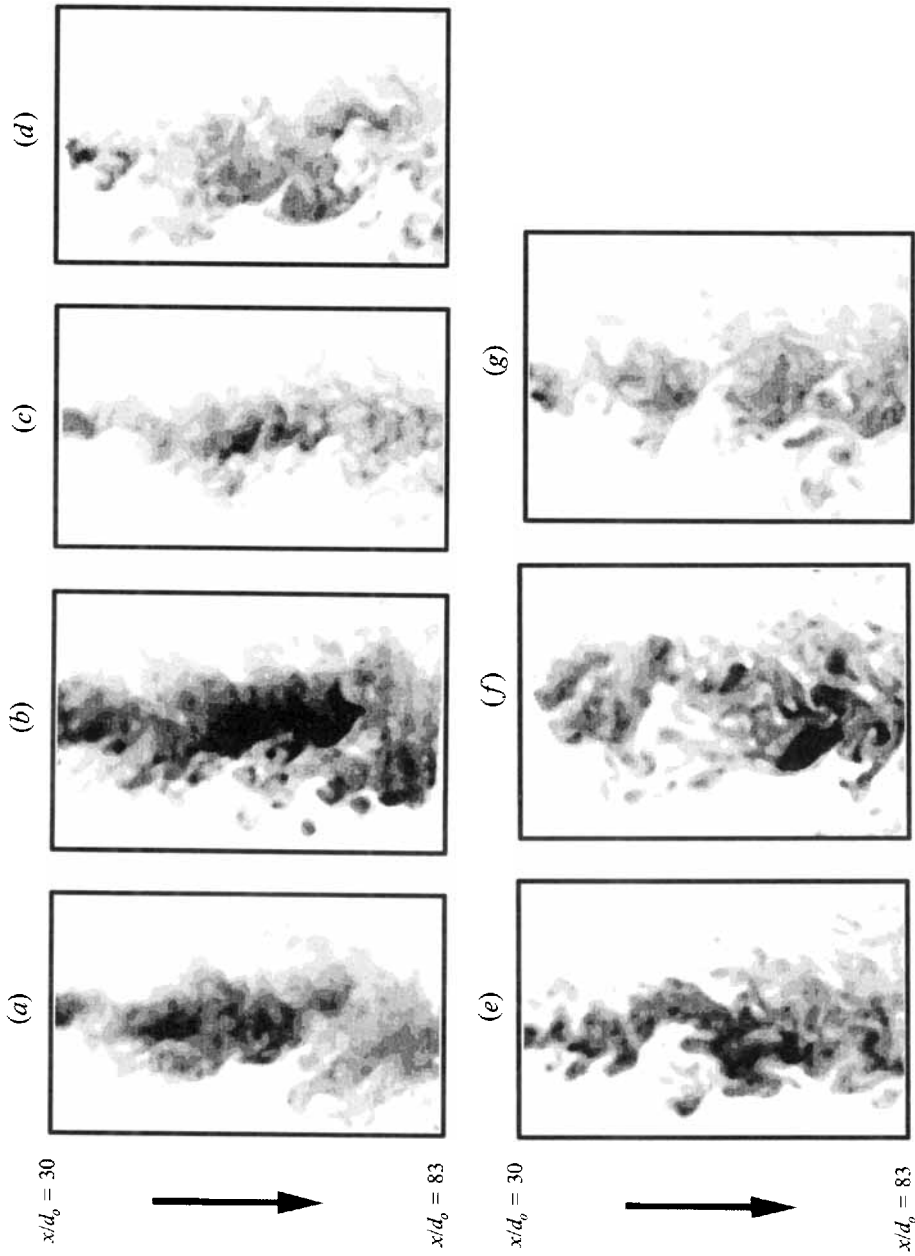 (a)
(b)
(c)
(d)
x/d_o = 30
x/d_o = 83
(e)
(f)
(g)
x/d_o = 30
x/d_o = 83